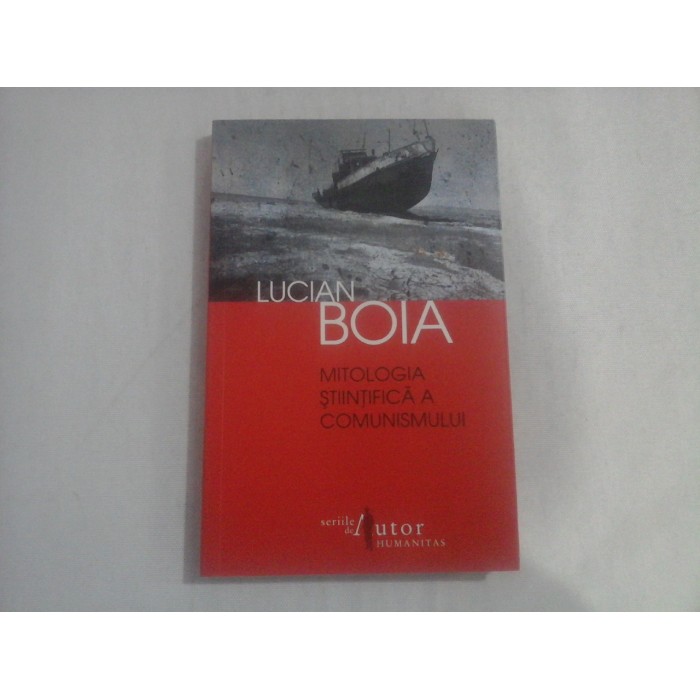 LUCIAN
BOIA
MITOLOGIA
ŞTIINŢIFICĂ A
COMUNISMULUI
seriile de Autor
HUMANITAS